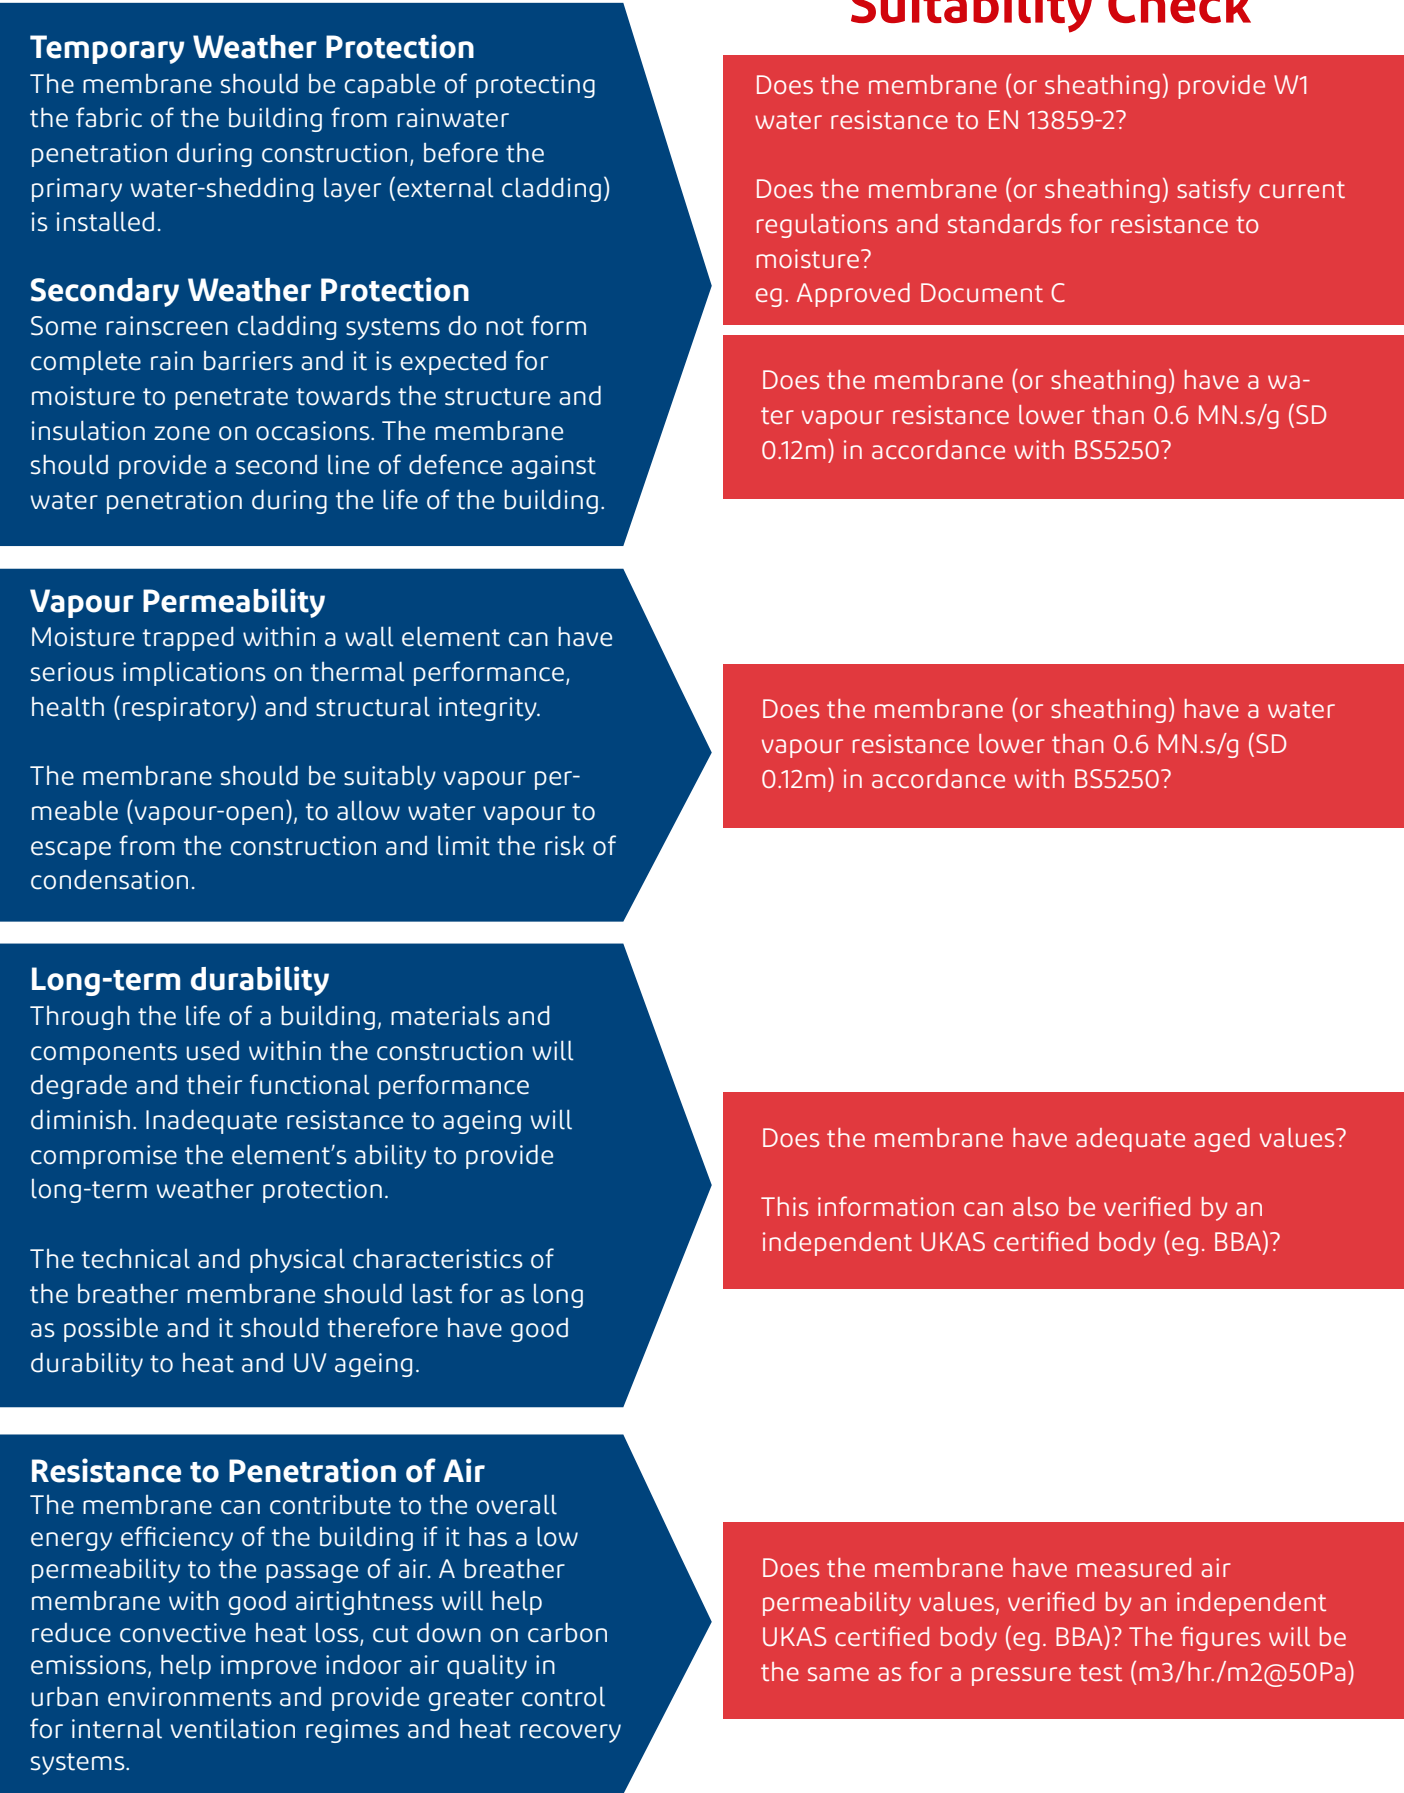 Suitability Check
Temporary Weather Protection
The membrane should be capable of protecting
the fabric of the building from rainwater
penetration during construction, before the
primary water-shedding layer (external cladding)
is installed.
Secondary Weather Protection
Some rainscreen cladding systems do not form
complete rain barriers and it is expected for
moisture to penetrate towards the structure and
insulation zone on occasions. The membrane
should provide a second line of defence against
water penetration during the life of the building.
Does the membrane (or sheathing) provide W1
water resistance to EN 13859-2?
Does the membrane (or sheathing) satisfy current
regulations and standards for resistance to
moisture?
eg. Approved Document C
Does the membrane (or sheathing) have a wa-
ter vapour resistance lower than 0.6 MN.s/g (SD
0.12m) in accordance with BS5250?
Vapour Permeability
Moisture trapped within a wall element can have
serious implications on thermal performance,
health (respiratory) and structural integrity.
The membrane should be suitably vapour per-
meable (vapour-open), to allow water vapour to
escape from the construction and limit the risk of
condensation.
Does the membrane (or sheathing) have a water
vapour resistance lower than 0.6 MN.s/g (SD
0.12m) in accordance with BS5250?
Long-term durability
Through the life of a building, materials and
components used within the construction will
degrade and their functional performance
diminish. Inadequate resistance to ageing will
compromise the element’s ability to provide
long-term weather protection.
The technical and physical characteristics of
the breather membrane should last for as long
as possible and it should therefore have good
durability to heat and UV ageing.
Does the membrane have adequate aged values?
This information can also be verified by an
independent UKAS certified body (eg. BBA)?
Resistance to Penetration of Air
The membrane can contribute to the overall
energy efficiency of the building if it has a low
permeability to the passage of air. A breather
membrane with good airtightness will help
reduce convective heat loss, cut down on carbon
emissions, help improve indoor air quality in
urban environments and provide greater control
for internal ventilation regimes and heat recovery
systems.
Does the membrane have measured air
permeability values, verified by an independent
UKAS certified body (eg. BBA)? The figures will be
the same as for a pressure test (m3/hr./m2@50Pa)